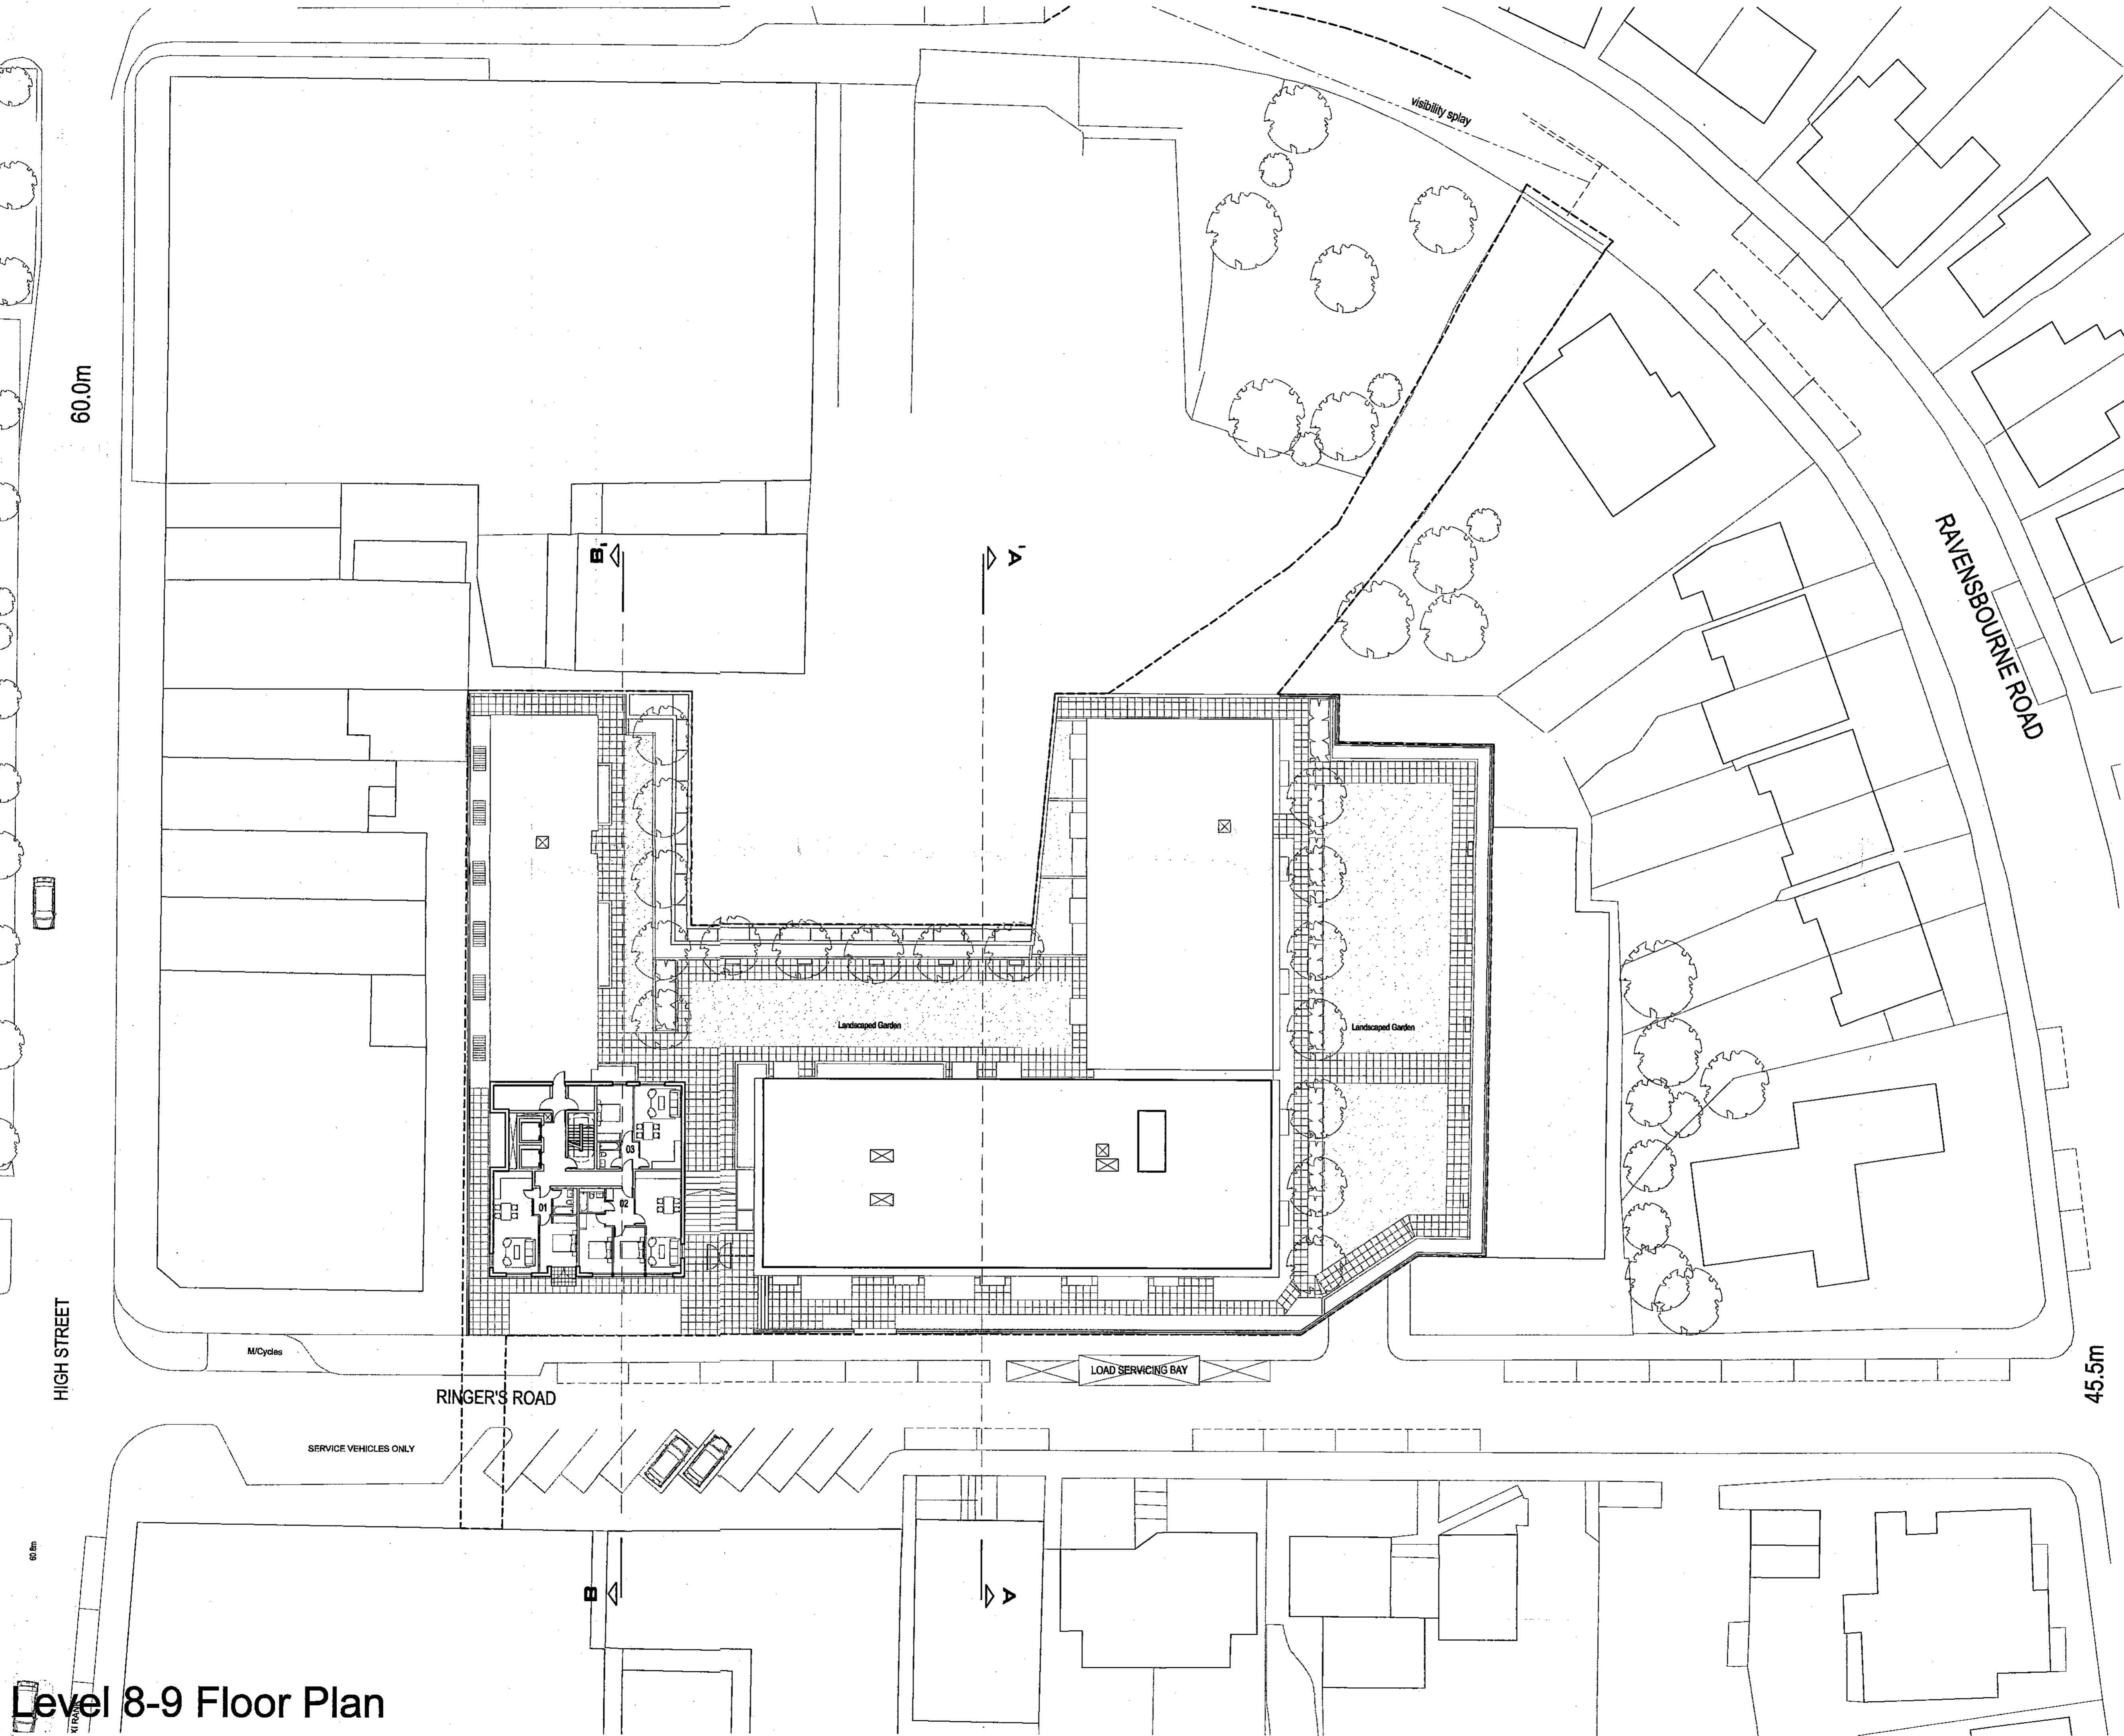 visibility splay
60.0m
B'
A'
RAVENSBOURNE ROAD
Landscaped Garden
Landscaped Garden
03
01
02
HIGH STREET
M/Cycles
LOAD SERVICING BAY
45.5m
RINGER'S ROAD
SERVICE VEHICLES ONLY
60.8m
B
A
Level 8-9 Floor Plan